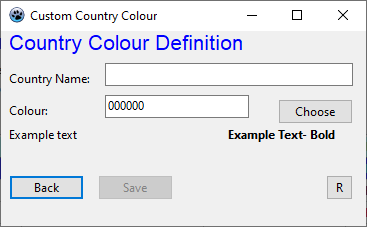 Custom Country Colour
Country Colour Definition
Country Name:
Colour: 000000
Choose
Example text Example Text- Bold
Back Save R